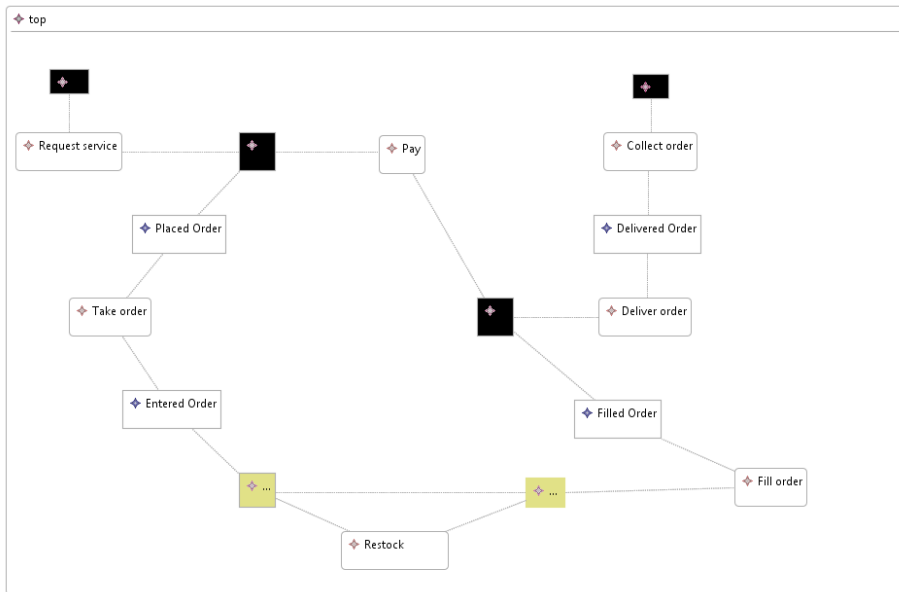 top
Request service
Pay
Collect order
Placed Order
Delivered Order
Take order
Deliver order
Entered Order
Filled Order
...
...
Fill order
Restock